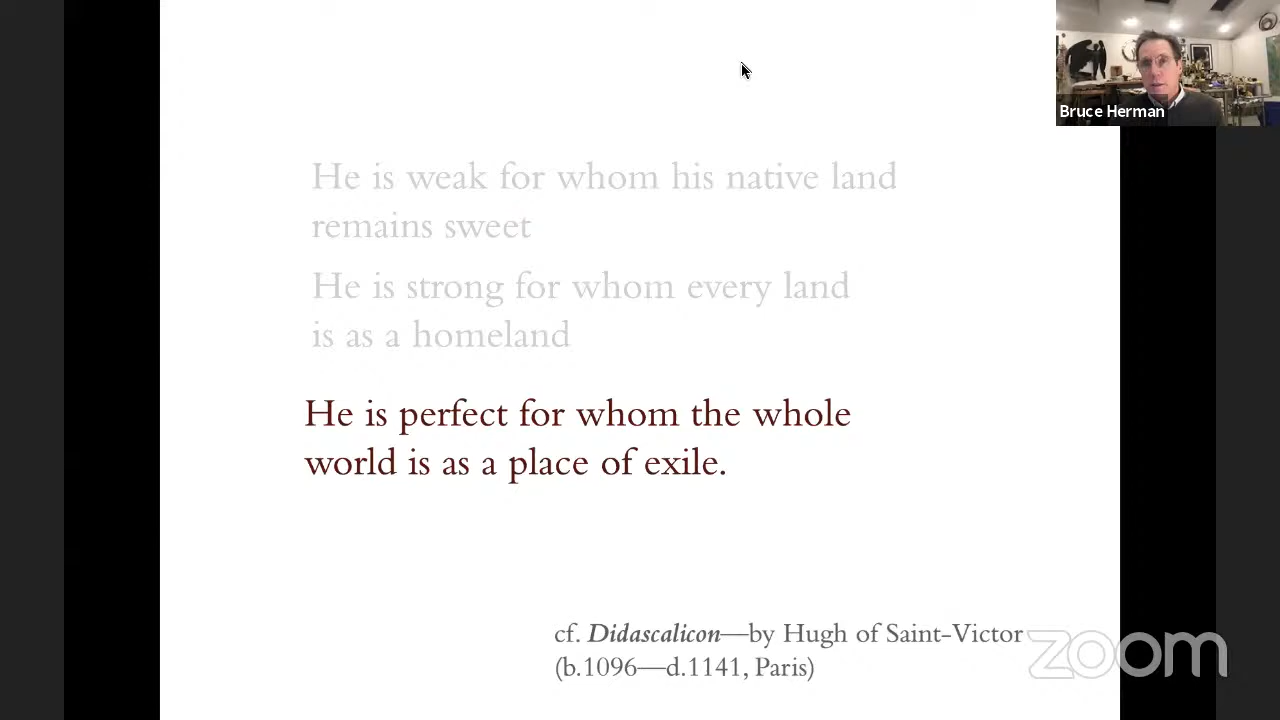 Bruce Herman
He is weak for whom his native land
remains sweet
He is strong for whom every land
is as a homeland
He is perfect for whom the whole
world is as a place of exile.
cf. Didascalicon—by Hugh of Saint-Victor
(b.1096—d.1141, Paris)
zoom